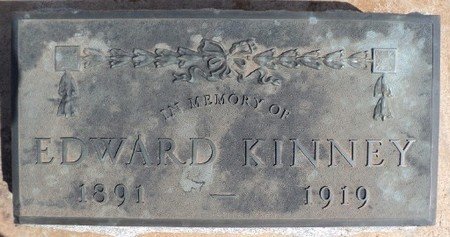 IN MEMORY OF
EDWARD KINNEY
1891 — 1919